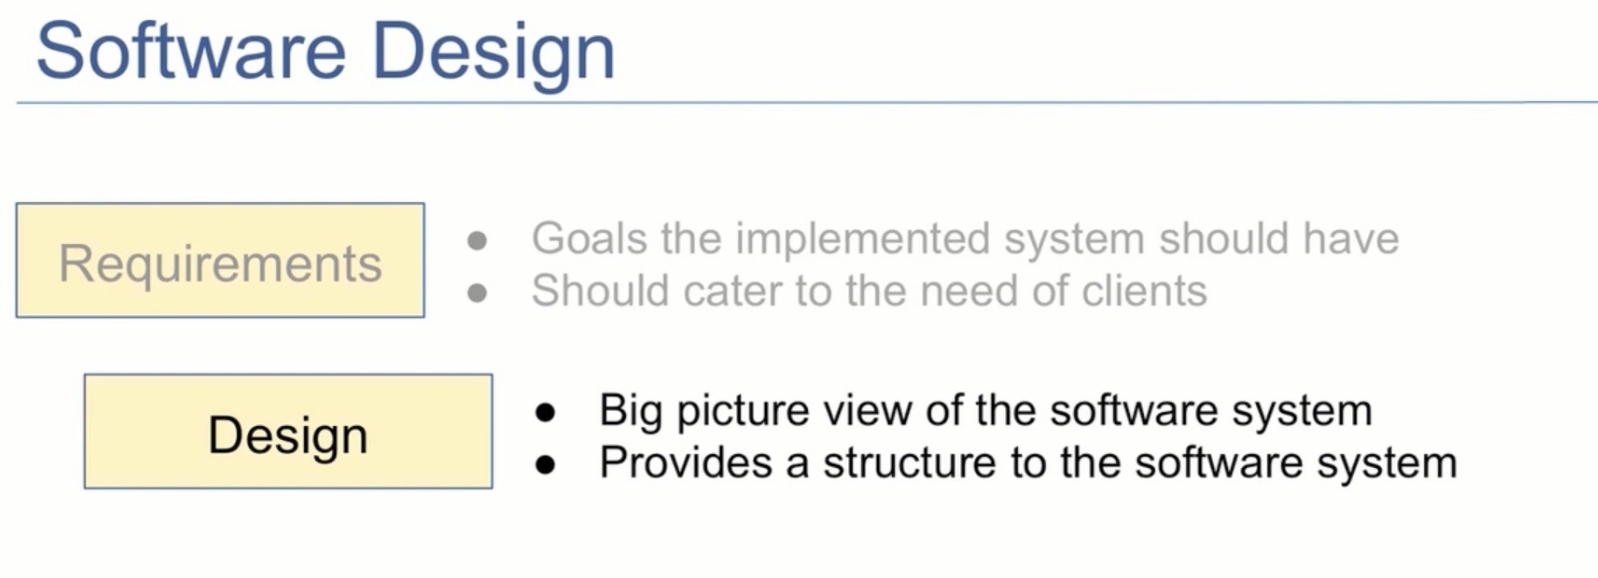 Software Design
Requirements
● Goals the implemented system should have
● Should cater to the need of clients
Design
● Big picture view of the software system
● Provides a structure to the software system